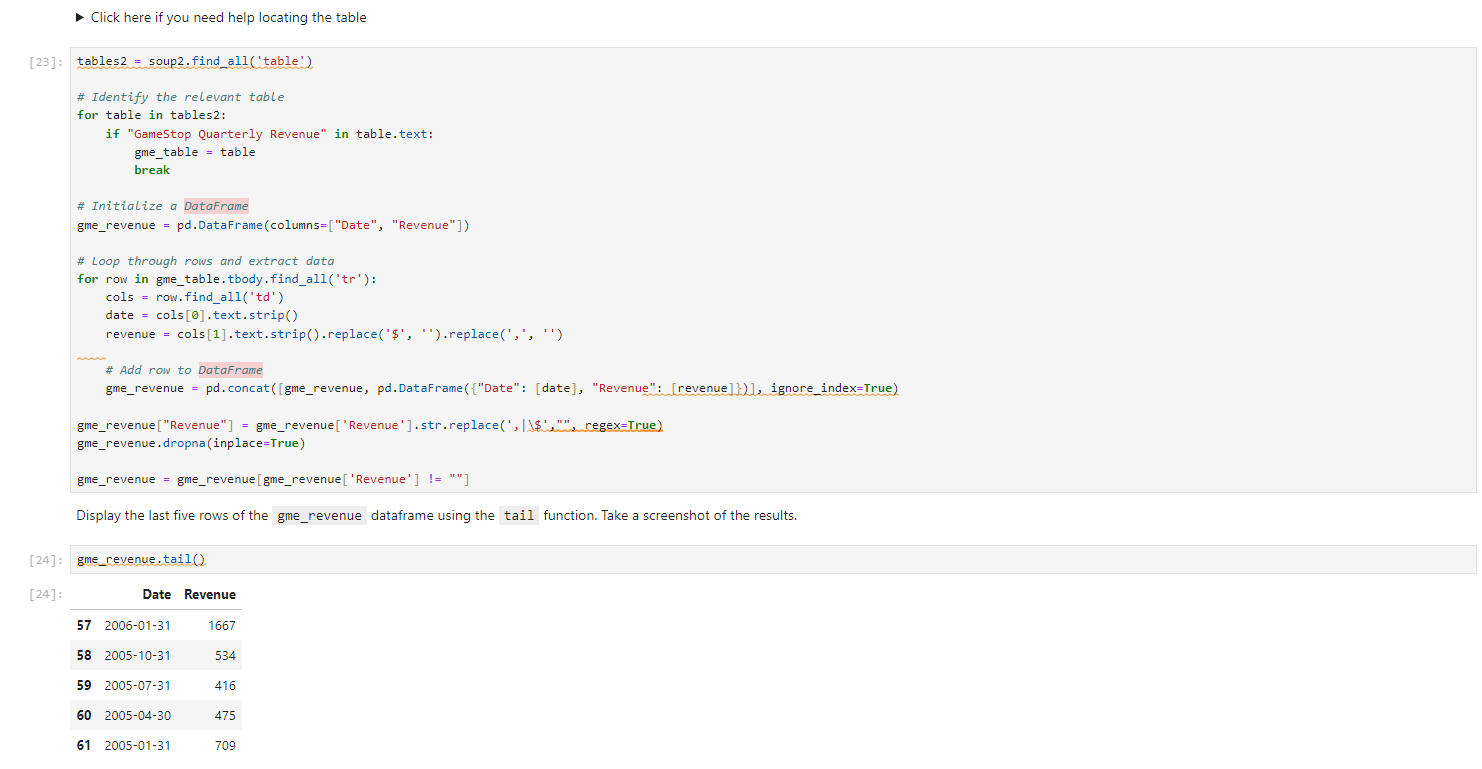 ▶ Click here if you need help locating the table
[23]: tables2 = soup2.find_all('table')
# Identify the relevant table
for table in tables2:
    if "GameStop Quarterly Revenue" in table.text:
        gme_table = table
        break
# Initialize a DataFrame
gme_revenue = pd.DataFrame(columns=["Date", "Revenue"])
# Loop through rows and extract data
for row in gme_table.tbody.find_all('tr'):
    cols = row.find_all('td')
    date = cols[0].text.strip()
    revenue = cols[1].text.strip().replace('$', '').replace(',', '')
    # Add row to DataFrame
    gme_revenue = pd.concat([gme_revenue, pd.DataFrame({"Date": [date], "Revenue": [revenue]})], ignore_index=True)
gme_revenue["Revenue"] = gme_revenue['Revenue'].str.replace(',|\$',"", regex=True)
gme_revenue.dropna(inplace=True)
gme_revenue = gme_revenue[gme_revenue['Revenue'] != ""]
Display the last five rows of the gme_revenue dataframe using the tail function. Take a screenshot of the results.
[24]: gme_revenue.tail()
[24]: Date Revenue
57 2006-01-31 1667
58 2005-10-31 534
59 2005-07-31 416
60 2005-04-30 475
61 2005-01-31 709